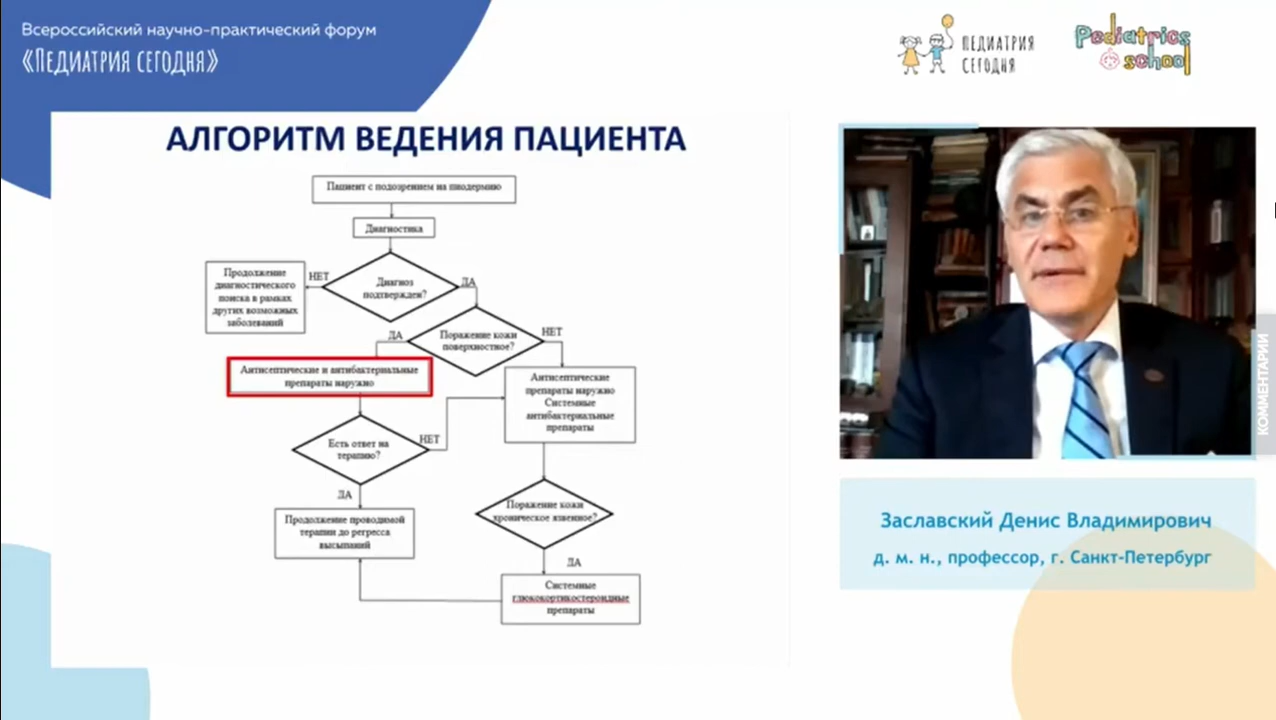 Всероссийский научно-практический форум
«Педиатрия сегодня»
ПЕДИАТРИЯ
СЕГОДНЯ
Pediatrics
school
АЛГОРИТМ ВЕДЕНИЯ ПАЦИЕНТА
Пациент с подозрением на пиодермию
Диагностика
Диагноз
подтвержден?
НЕТ
ДА
Продолжение
диагностического
поиска в рамках
других возможных
заболеваний
Поражение кожи
поверхностное?
ДА
НЕТ
Антисептические и антибактериальные
препараты наружно
Антисептические
препараты наружно
Системные
антибактериальные
препараты
Есть ответ на
терапию?
НЕТ
ДА
Продолжение проводимой
терапии до регресса
высыпаний
Поражение кожи
хроническое язвенное?
ДА
Системные
глюкокортикостероидные
препараты
КОММЕНТАРИИ
Заславский Денис Владимирович
д. м. н., профессор, г. Санкт-Петербург